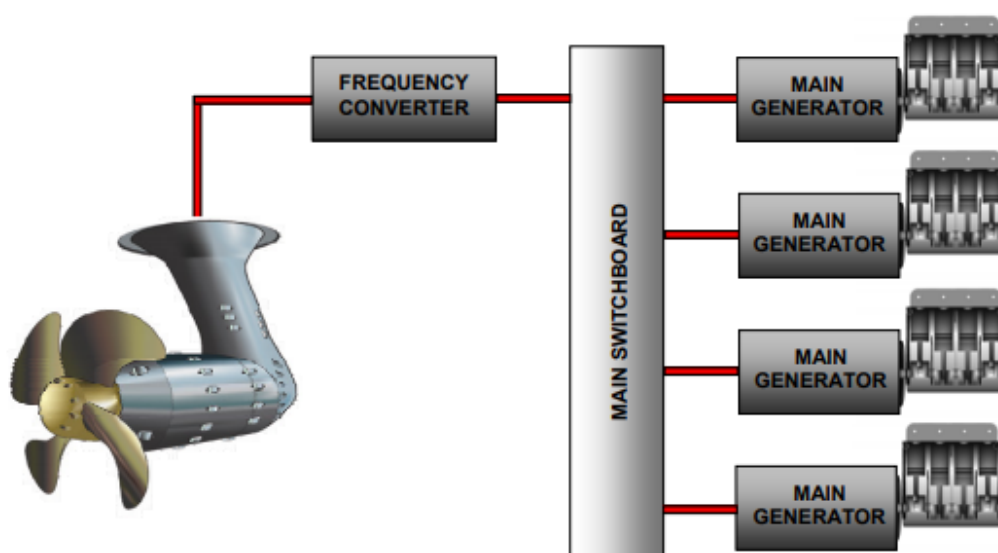 FREQUENCY
CONVERTER
MAIN SWITCHBOARD
MAIN
GENERATOR
MAIN
GENERATOR
MAIN
GENERATOR
MAIN
GENERATOR